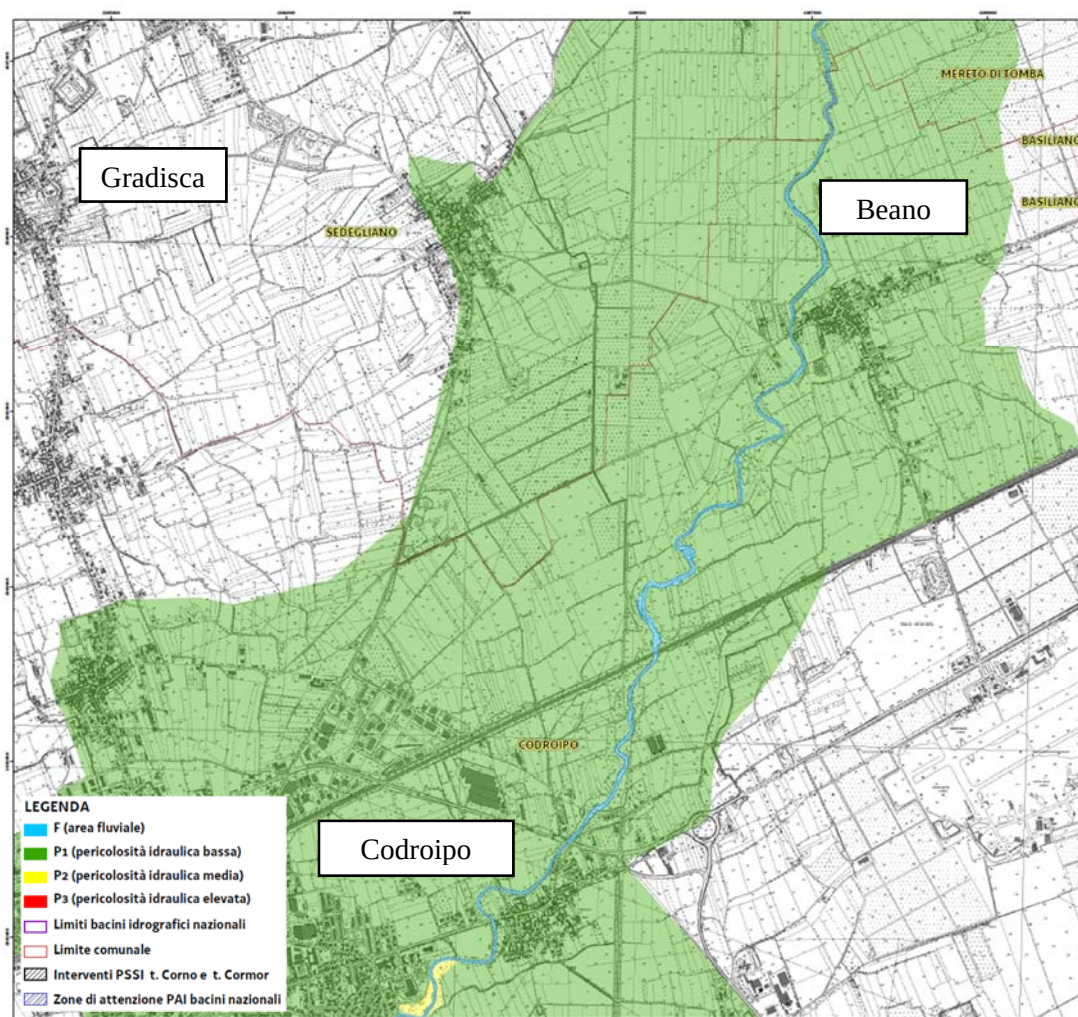 MERETO DI TOMBA
BASILIANO
Gradisca
BASILIANO
Beano
SEDEGLIANO
CODROIPO
Codroipo
LEGENDA
F (area fluviale)
P1 (pericolosità idraulica bassa)
P2 (pericolosità idraulica media)
P3 (pericolosità idraulica elevata)
Limiti bacini idrografici nazionali
Limite comunale
Interventi PSSI t. Corno e t. Cormor
Zone di attenzione PAI bacini nazionali